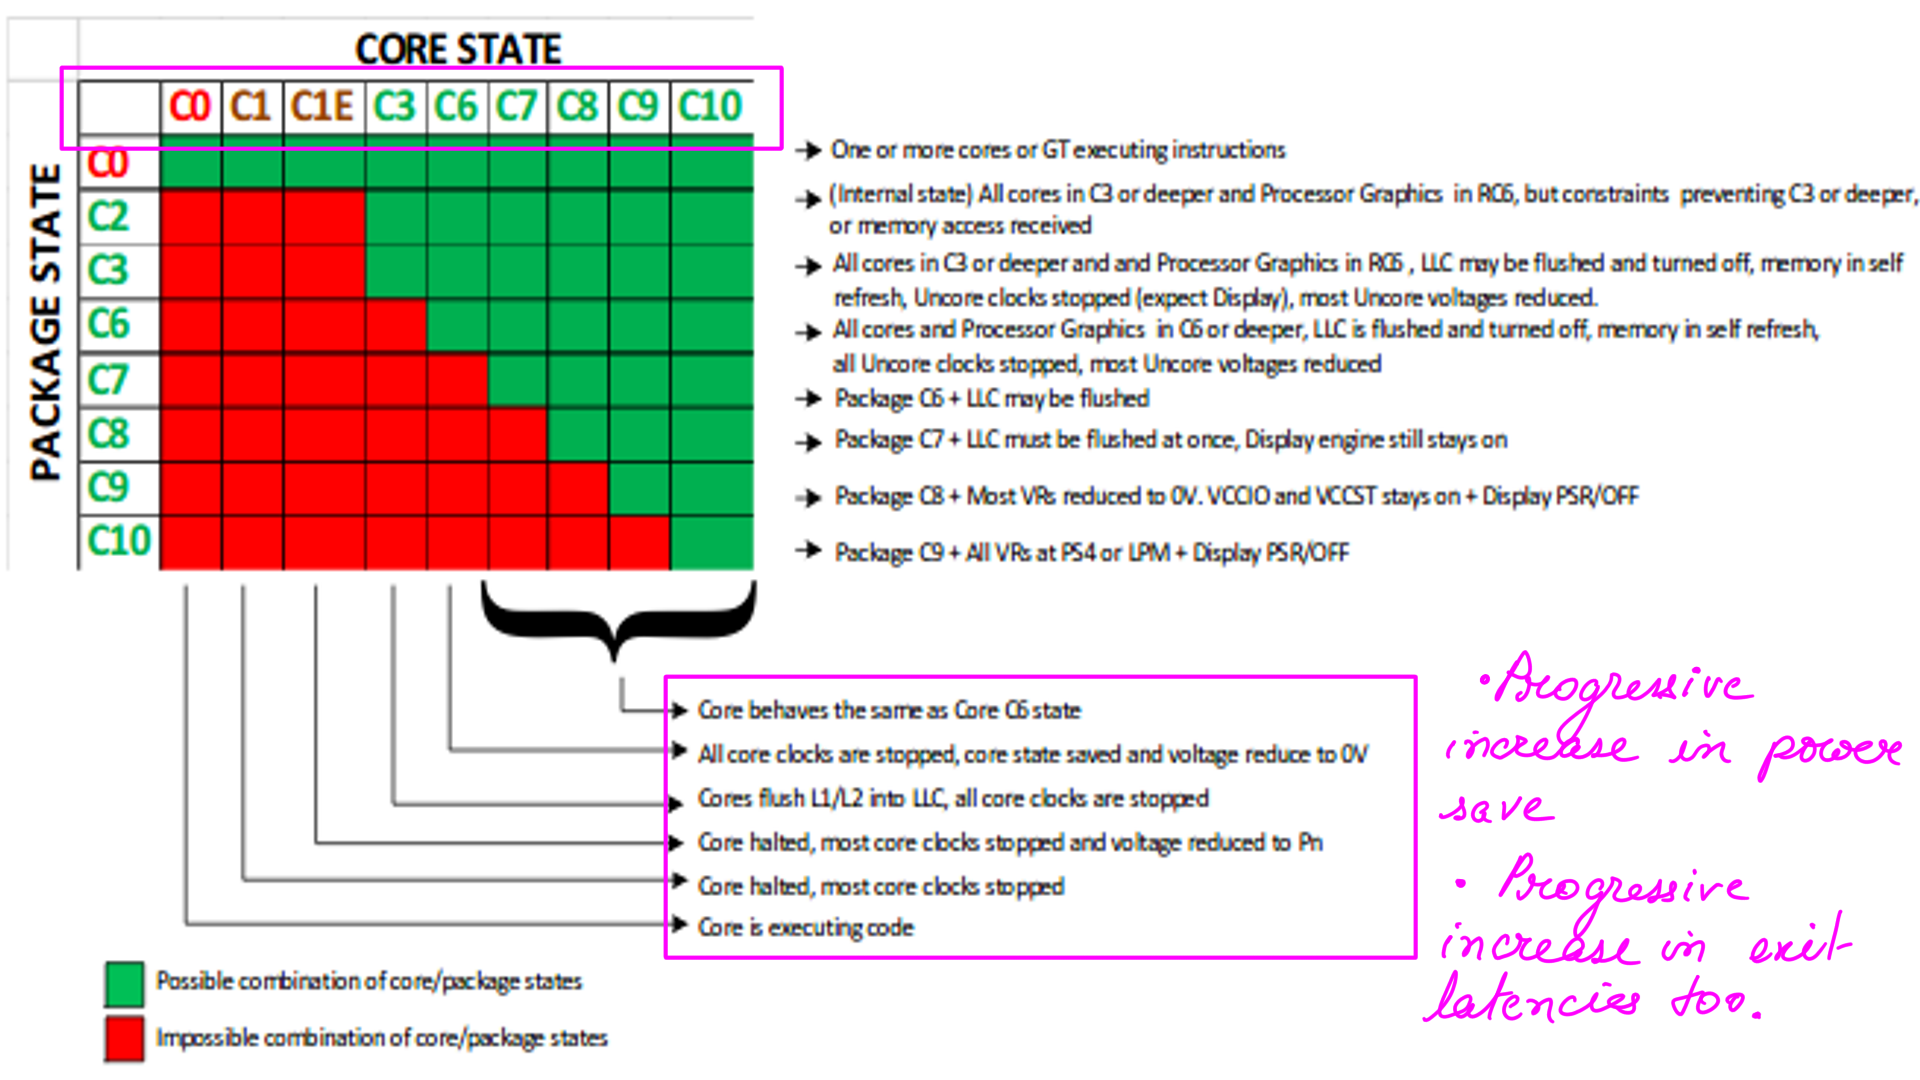 CORE STATE
C0 C1 C1E C3 C6 C7 C8 C9 C10
PACKAGE STATE
C0
C2
C3
C6
C7
C8
C9
C10
One or more cores or GT executing instructions
(Internal state) All cores in C3 or deeper and Processor Graphics in RC6, but constraints preventing C3 or deeper,
or memory access received
All cores in C3 or deeper and and Processor Graphics in RC6 , LLC may be flushed and turned off, memory in self
refresh, Uncore clocks stopped (expect Display), most Uncore voltages reduced.
All cores and Processor Graphics in C6 or deeper, LLC is flushed and turned off, memory in self refresh,
all Uncore clocks stopped, most Uncore voltages reduced
Package C6 + LLC may be flushed
Package C7 + LLC must be flushed at once, Display engine still stays on
Package C8 + Most VRs reduced to 0V. VCCIO and VCCST stays on + Display PSR/OFF
Package C9 + All VRs at PS4 or LPM + Display PSR/OFF
Core behaves the same as Core C6 state
All core clocks are stopped, core state saved and voltage reduce to 0V
Cores flush L1/L2 into LLC, all core clocks are stopped
Core halted, most core clocks stopped and voltage reduced to Pn
Core halted, most core clocks stopped
Core is executing code
• Progressive
increase in power
save
• Progressive
increase in exit
latencies too.
Possible combination of core/package states
Impossible combination of core/package states